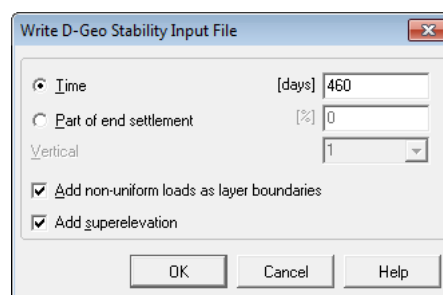 Write D-Geo Stability Input File
Time [days] 460
Part of end settlement [%] 0
Vertical 1
Add non-uniform loads as layer boundaries
Add superelevation
OK Cancel Help